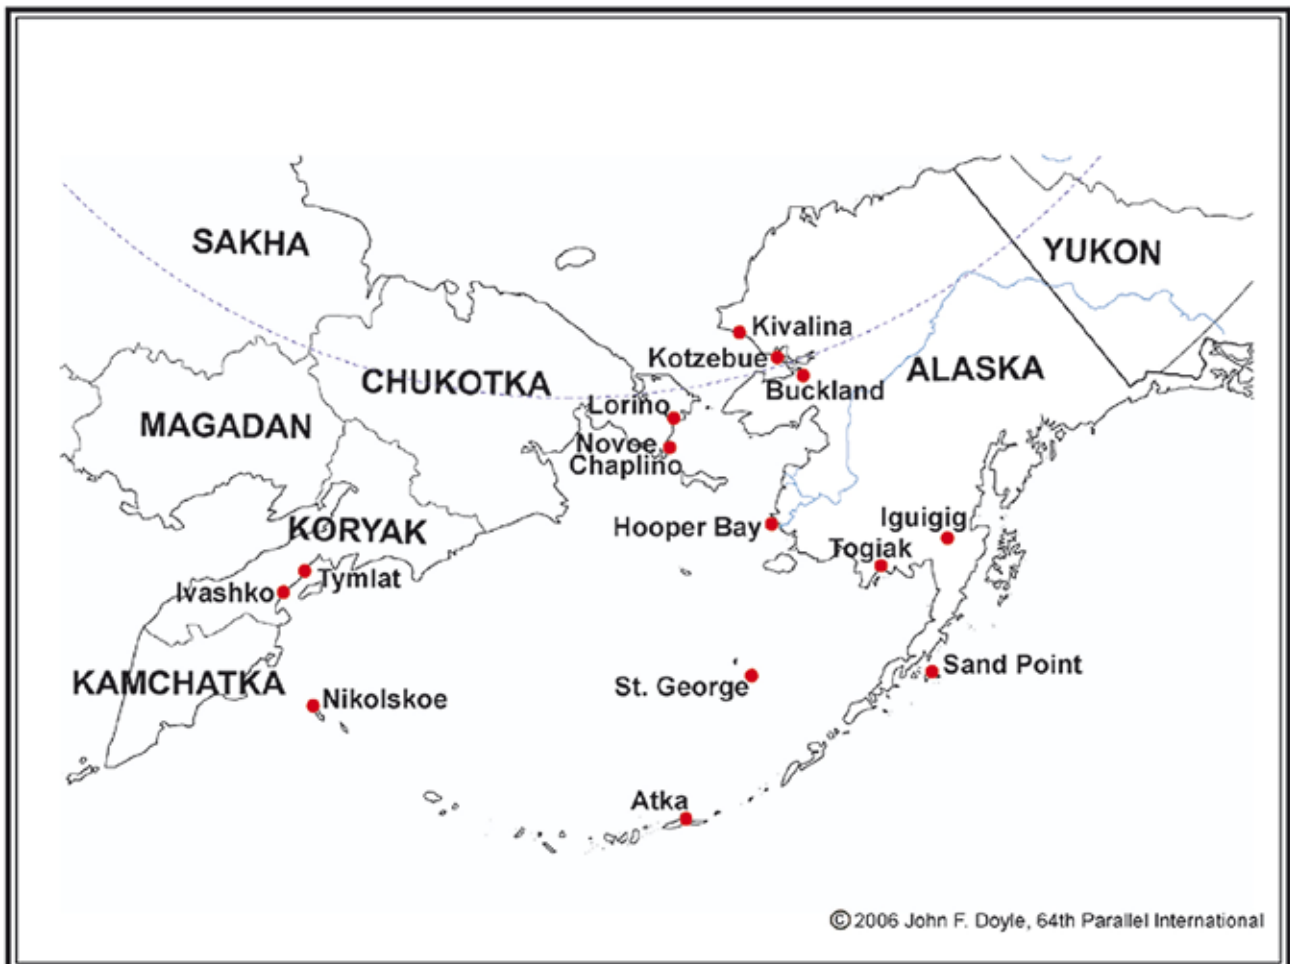 SAKHA
YUKON
Kivalina
Kotzebue
ALASKA
CHUKOTKA
Buckland
Lorino
MAGADAN
Novoe
Chaplino
Iguigig
Hooper Bay
KORYAK
Togiak
Tymlat
Ivashko
Sand Point
KAMCHATKA
St. George
Nikolskoe
Atka
©2006 John F. Doyle, 64th Parallel International